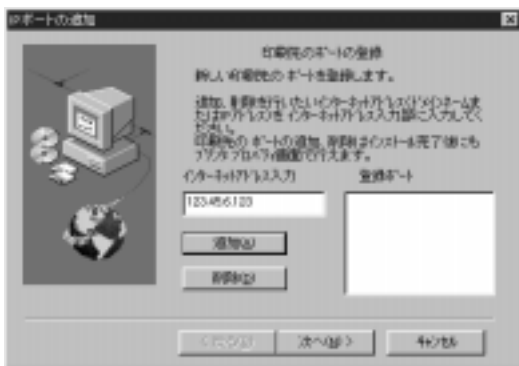 IPポートの追加
印刷先のポートの登録
新しい印刷先のポートを登録します。
追加、削除を行いたいインターネットアドレス(ドメインネームま
たはIPアドレス)をインターネットアドレス入力部に入力してく
ださい。
印刷先のポートの追加、削除はインストール完了後にも
プリンタプロパティ画面で行えます。
インターネットアドレス入力
登録ポート
123.45.6.123
追加(A)
削除(D)
< 戻る(B)
次へ(N) >
キャンセル